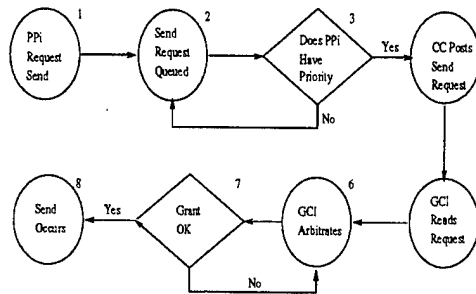 1
PPi
Request
Send
2
Send
Request
Queued
3
Does PPi
Have
Priority
Yes
No
CC Posts
Send
Request
GCI
Reads
Request
6
GCI
Arbitrates
7
Grant
OK
No
Yes
8
Send
Occurs